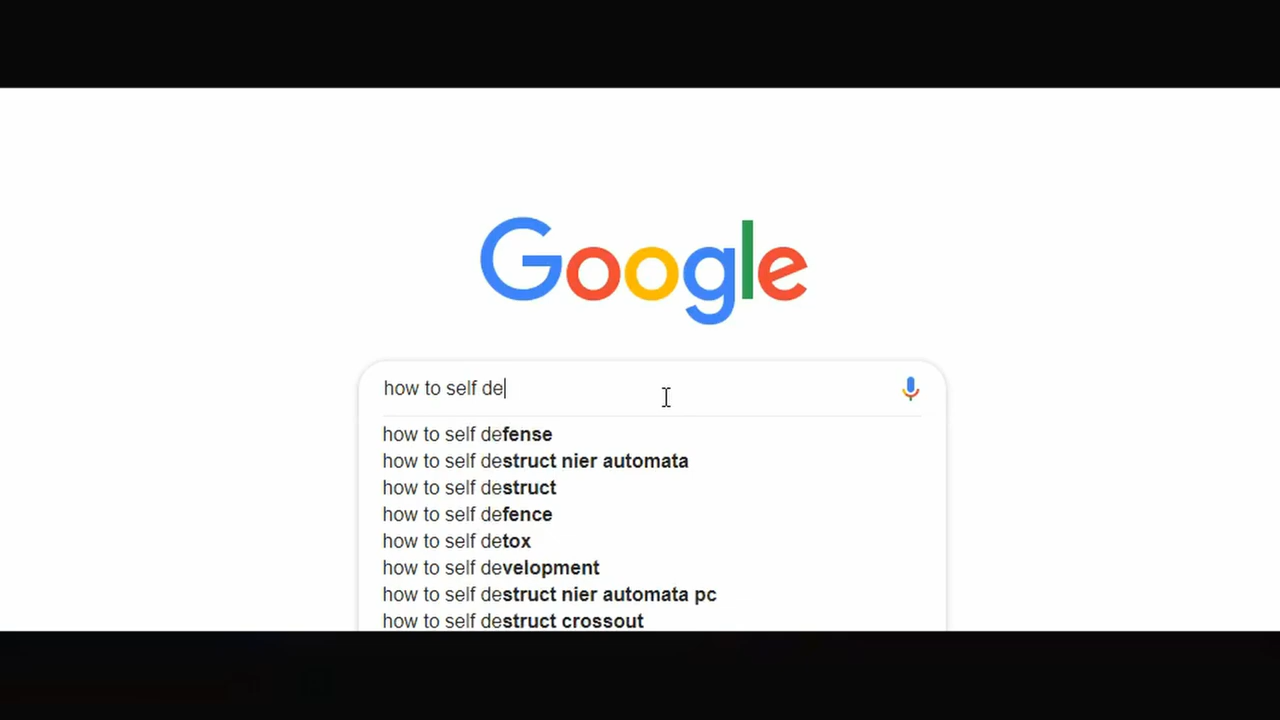 Google
how to self de
how to self defense
how to self destruct nier automata
how to self destruct
how to self defence
how to self detox
how to self development
how to self destruct nier automata pc
how to self destruct crossout